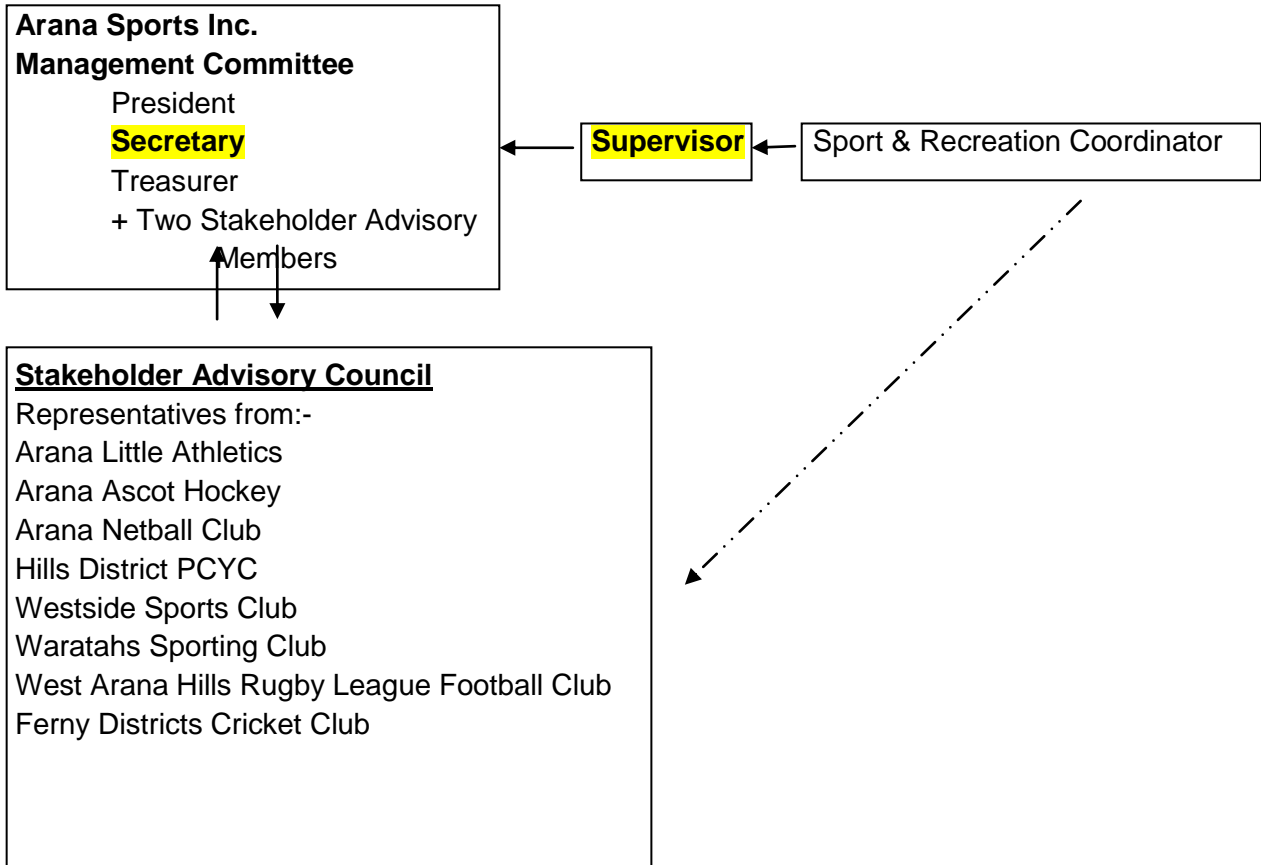 Arana Sports Inc.
Management Committee
President
Secretary
Treasurer
+ Two Stakeholder Advisory
Members
Supervisor
Sport & Recreation Coordinator
Stakeholder Advisory Council
Representatives from:-
Arana Little Athletics
Arana Ascot Hockey
Arana Netball Club
Hills District PCYC
Westside Sports Club
Waratahs Sporting Club
West Arana Hills Rugby League Football Club
Ferny Districts Cricket Club